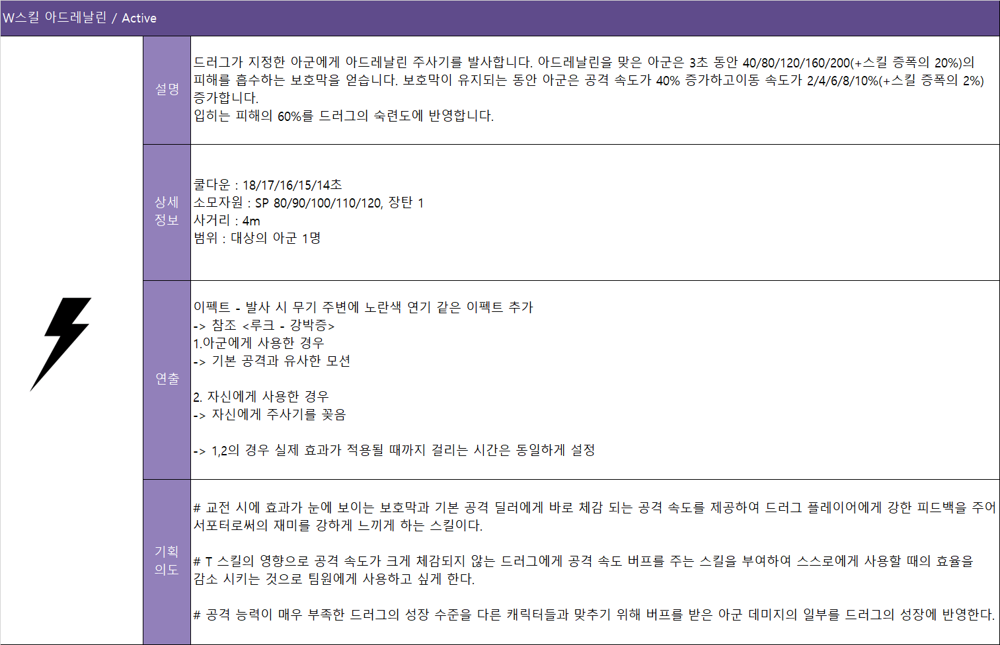 W스킬 아드레날린 / Active
설명
드러그가 지정한 아군에게 아드레날린 주사기를 발사합니다. 아드레날린을 맞은 아군은 3초 동안 40/80/120/160/200(+스킬 증폭의 20%)의
피해를 흡수하는 보호막을 얻습니다. 보호막이 유지되는 동안 아군은 공격 속도가 40% 증가하고이동 속도가 2/4/6/8/10%(+스킬 증폭의 2%)
증가합니다.
입히는 피해의 60%를 드러그의 숙련도에 반영합니다.
상세
정보
쿨다운 : 18/17/16/15/14초
소모자원 : SP 80/90/100/110/120, 장탄 1
사거리 : 4m
범위 : 대상의 아군 1명
연출
이펙트 - 발사 시 무기 주변에 노란색 연기 같은 이펙트 추가
-> 참조 <루크 - 강박증>
1.아군에게 사용한 경우
-> 기본 공격과 유사한 모션
2. 자신에게 사용한 경우
-> 자신에게 주사기를 꽂음
-> 1,2의 경우 실제 효과가 적용될 때까지 걸리는 시간은 동일하게 설정
기획
의도
# 교전 시에 효과가 눈에 보이는 보호막과 기본 공격 딜러에게 바로 체감 되는 공격 속도를 제공하여 드러그 플레이어에게 강한 피드백을 주어
서포터로써의 재미를 강하게 느끼게 하는 스킬이다.
# T 스킬의 영향으로 공격 속도가 크게 체감되지 않는 드러그에게 공격 속도 버프를 주는 스킬을 부여하여 스스로에게 사용할 때의 효율을
감소 시키는 것으로 팀원에게 사용하고 싶게 한다.
# 공격 능력이 매우 부족한 드러그의 성장 수준을 다른 캐릭터들과 맞추기 위해 버프를 받은 아군 데미지의 일부를 드러그의 성장에 반영한다.